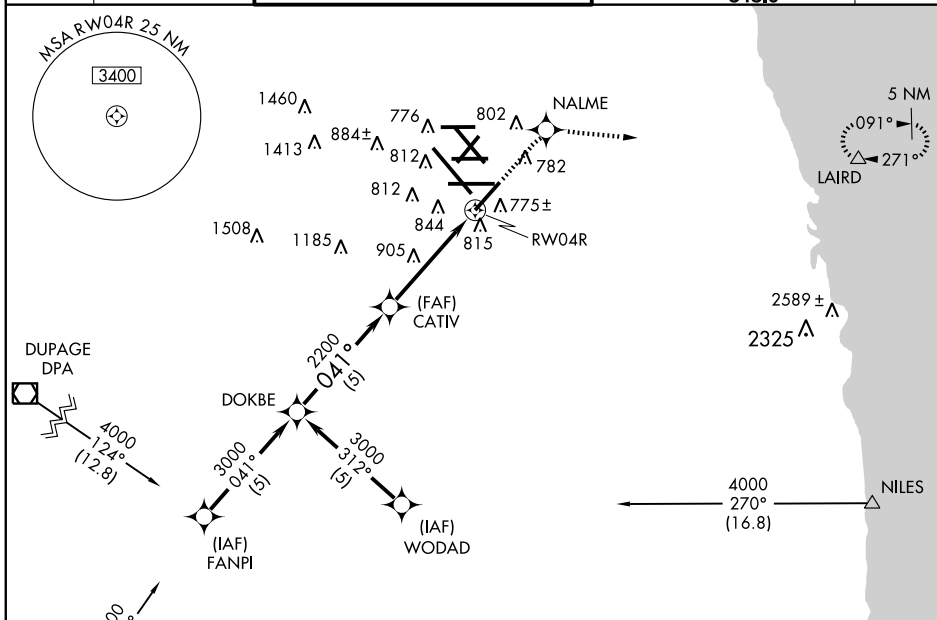 MSA RW04R 25 NM
3400
1460
776
802
NALME
5 NM
1413
884±
091°
812
782
271°
LAIRD
812
844
775±
1508
1185
905
815
RW04R
(FAF)
CATIV
2589±
2325
DUPAGE
DPA
2200
041°
(5)
DOKBE
4000
124°
(12.8)
3000
041°
(5)
3000
312°
(5)
4000
270°
(16.8)
NILES
(IAF)
FANPI
(IAF)
WODAD